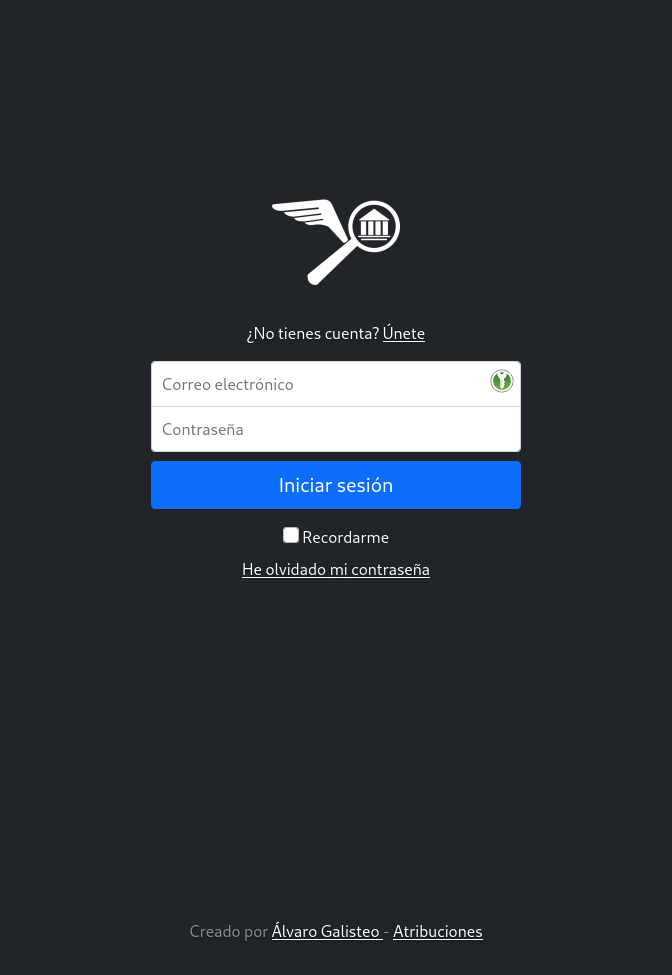 ¿No tienes cuenta? Únete
Correo electrónico
Contraseña
Iniciar sesión
Recordarme
He olvidado mi contraseña
Creado por Álvaro Galisteo - Atribuciones